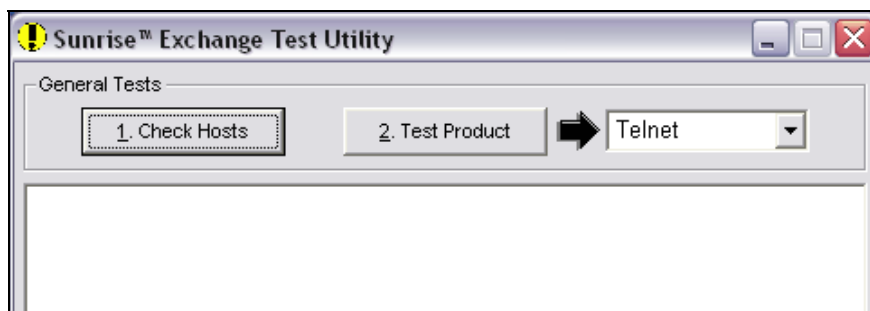 Sunrise™ Exchange Test Utility
General Tests
1. Check Hosts
2. Test Product
Telnet